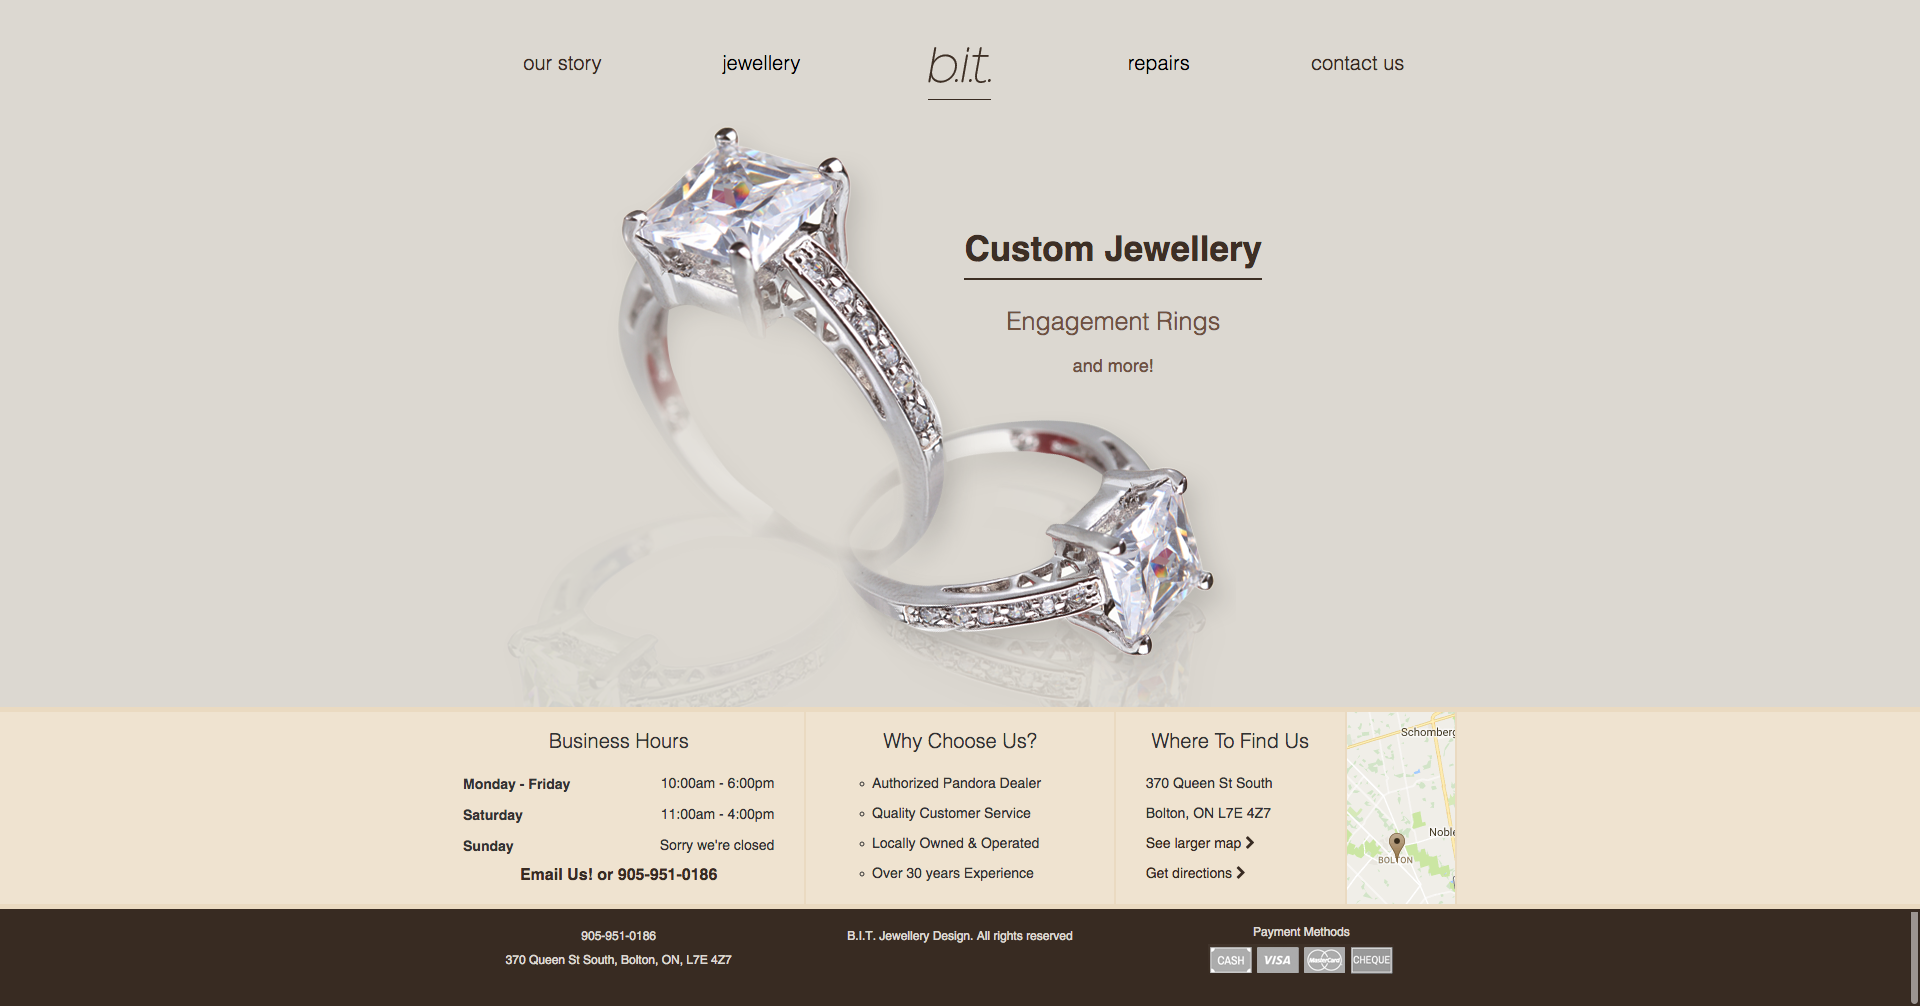 our story
jewellery
b.i.t.
repairs
contact us
Custom Jewellery
Engagement Rings
and more!
Business Hours
Monday - Friday 10:00am - 6:00pm
Saturday 11:00am - 4:00pm
Sunday Sorry we're closed
Email Us! or 905-951-0186
Why Choose Us?
Authorized Pandora Dealer
Quality Customer Service
Locally Owned & Operated
Over 30 years Experience
Where To Find Us
370 Queen St South
Bolton, ON L7E 4Z7
See larger map
Get directions
Schomberg
Noble
BOLTON
905-951-0186
370 Queen St South, Bolton, ON, L7E 4Z7
B.I.T. Jewellery Design. All rights reserved
Payment Methods
CASH VISA MasterCard CHEQUE